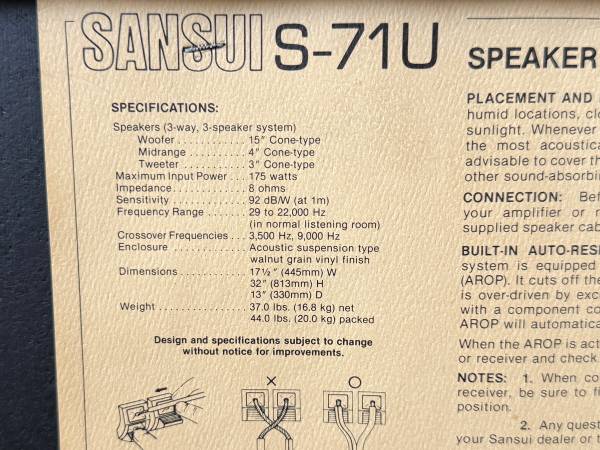 SANSUI S-71U SPEAKER
SPECIFICATIONS:
Speakers (3-way, 3-speaker system)
Woofer ........... 15" Cone-type
Midrange ......... 4" Cone-type
Tweeter .......... 3" Cone-type
Maximum Input Power ... 175 watts
Impedance............. 8 ohms
Sensitivity ............. 92 dB/W (at 1m)
Frequency Range ....... 29 to 22,000 Hz
(in normal listening room)
Crossover Frequencies ... 3,500 Hz, 9,000 Hz
Enclosure ............. Acoustic suspension type
walnut grain vinyl finish
Dimensions ............ 17½" (445mm) W
32" (813mm) H
13" (330mm) D
Weight ................ 37.0 lbs. (16.8 kg) net
44.0 lbs. (20.0 kg) packed
Design and specifications subject to change
without notice for improvements.
PLACEMENT AND
humid locations, clo
sunlight. Whenever
the most acoustica
advisable to cover th
other sound-absorbin
CONNECTION: Bef
your amplifier or r
supplied speaker cab
BUILT-IN AUTO-RES
system is equipped
(AROP). It cuts off the
is over-driven by exc
with a component co
AROP will automatica
When the AROP is act
or receiver and check
NOTES: 1. When co
receiver, be sure to fi
position.
2. Any quest
your Sansui dealer or t